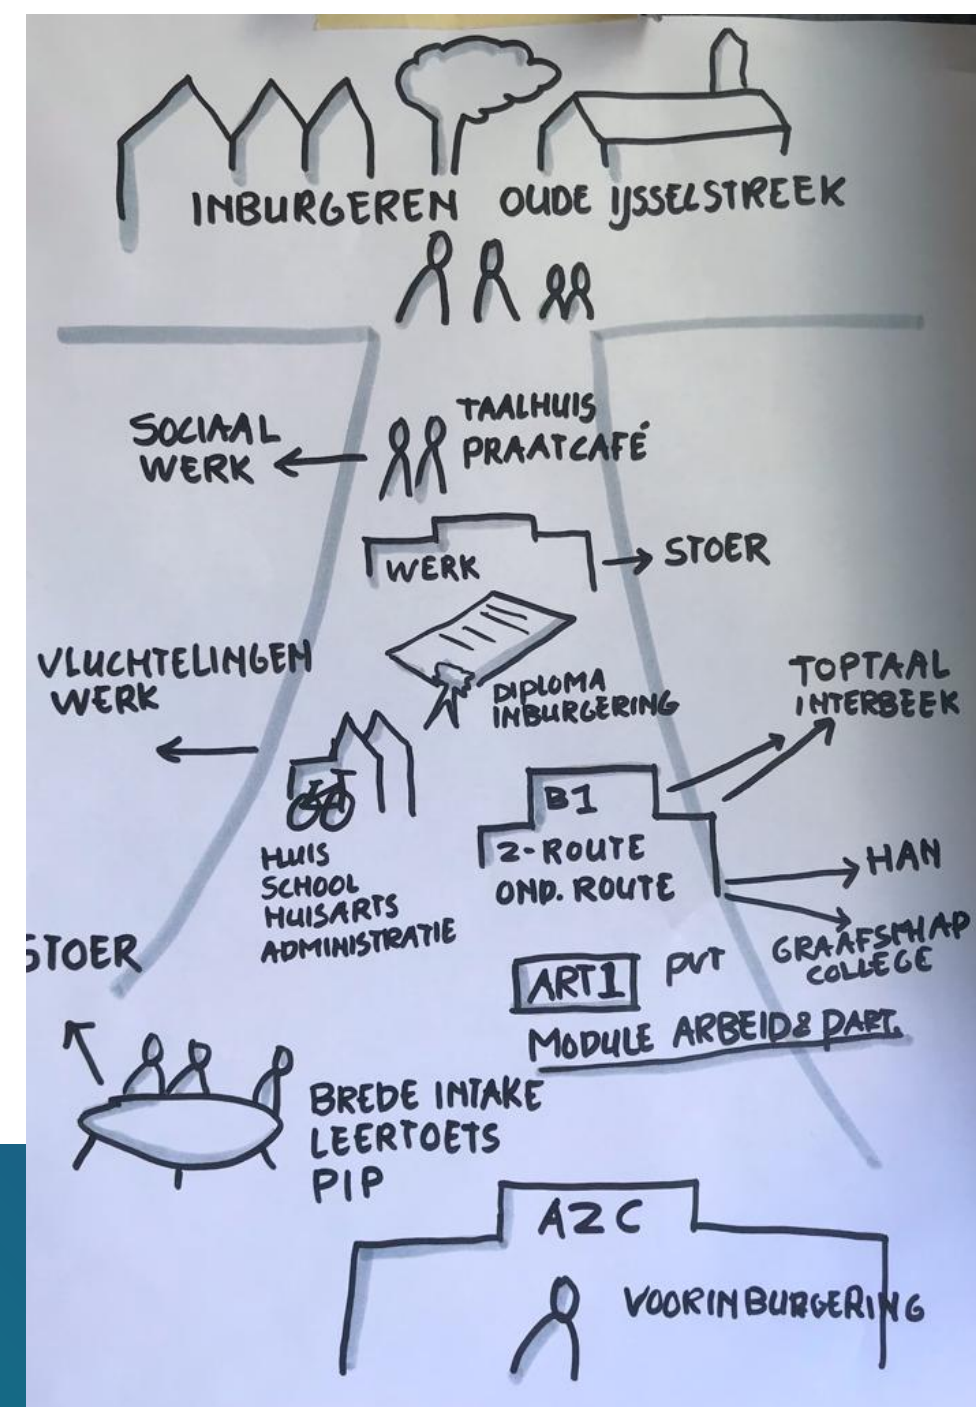 INBURGEREN OUDE IJSSELSTREEK
SOCIAAL
WERK
TAALHUIS
PRAATCAFÉ
WERK
STOER
VLUCHTELINGEN
WERK
DIPLOMA
INBURGERING
TOPTAAL
INTERBEEK
B1
Z-ROUTE
OND. ROUTE
HUIS
SCHOOL
HUISARTS
ADMINISTRATIE
HAN
GRAAFSCHAP
COLLEGE
STOER
ART1 PVT
MODULE ARBEID & PART.
BREDE INTAKE
LEERTOETS
PIP
AZC
VOORINBURGERING